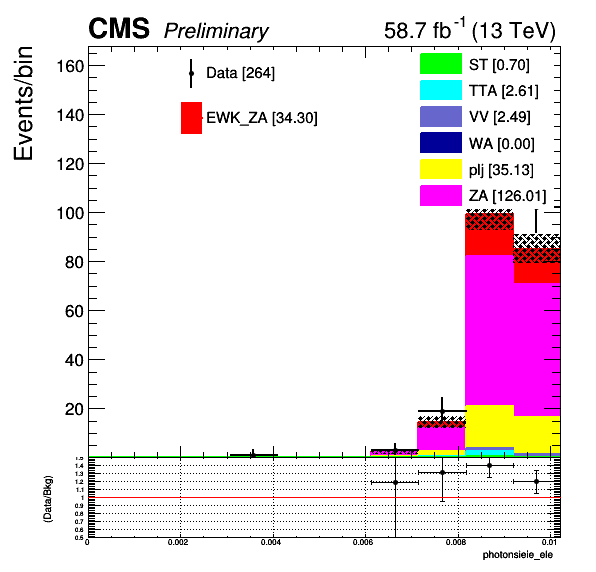 CMS Preliminary 58.7 fb⁻¹ (13 TeV)
Events/bin
160
140
120
100
80
60
40
20
Data [264]
EWK_ZA [34.30]
ST [0.70]
TTA [2.61]
VV [2.49]
WA [0.00]
plj [35.13]
ZA [126.01]
(Data/Bkg)
1.5
1.4
1.3
1.2
1.1
1
0.9
0.8
0.7
0.6
0.5
0 0.002 0.004 0.006 0.008 0.01
photonsieie_ele